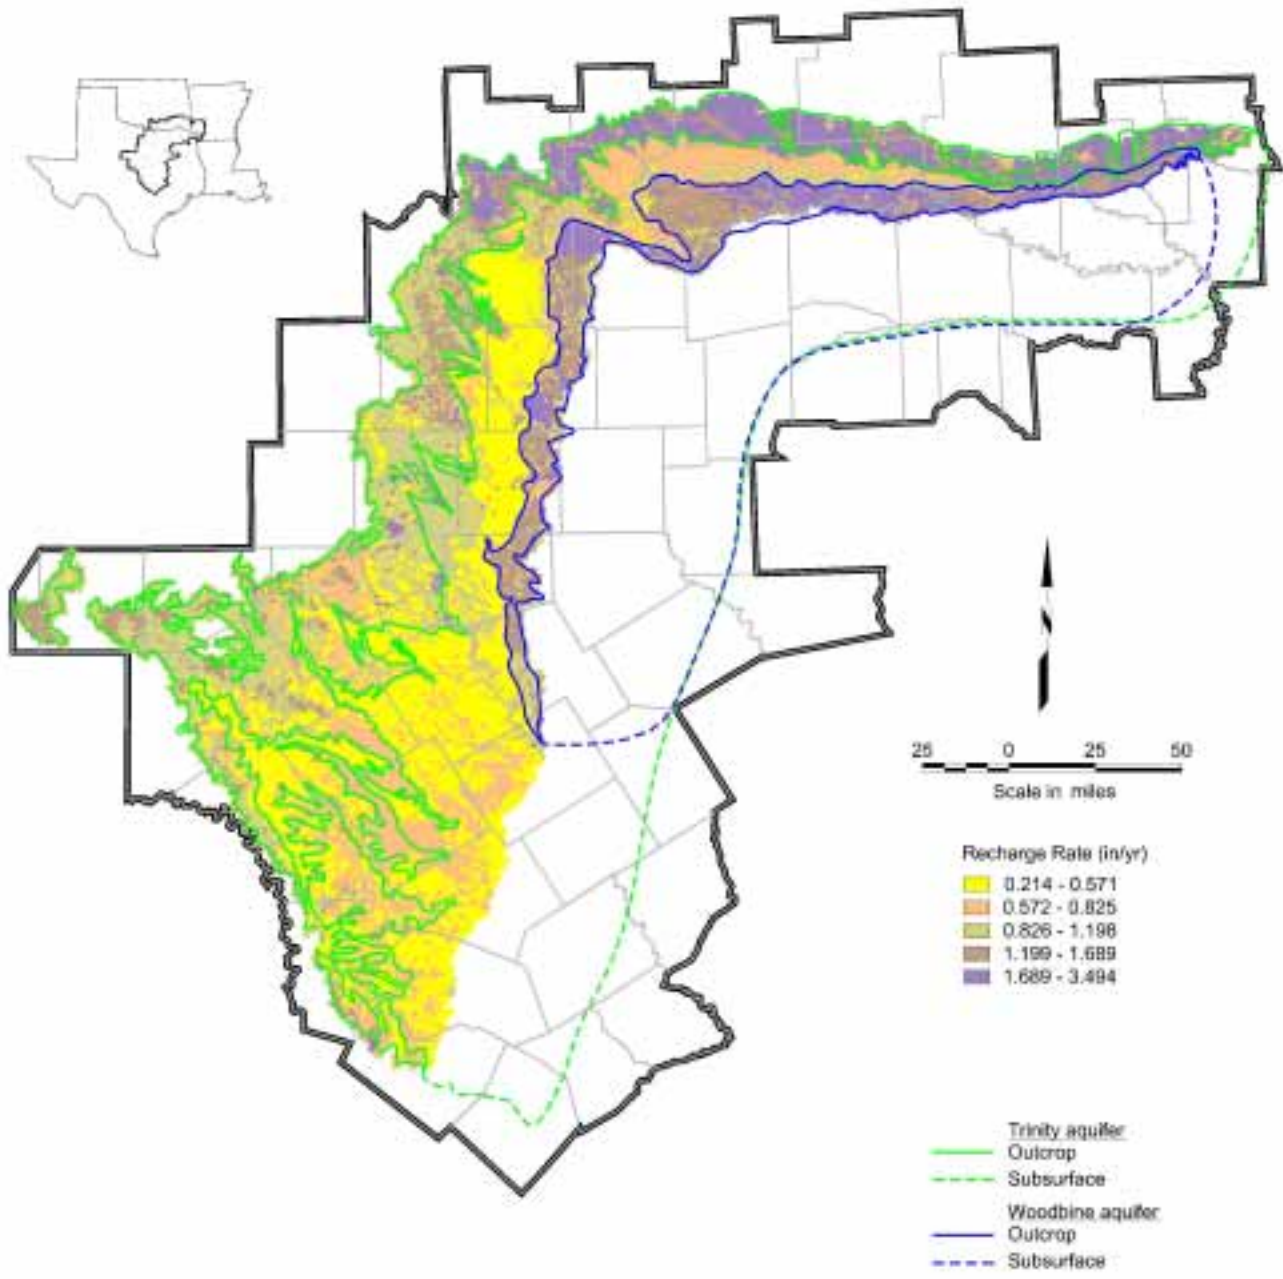 25 0 25 50
Scale in miles
Recharge Rate (in/yr)
0.214 - 0.571
0.572 - 0.825
0.826 - 1.198
1.199 - 1.689
1.689 - 3.494
Trinity aquifer
Outcrop
Subsurface
Woodbine aquifer
Outcrop
Subsurface